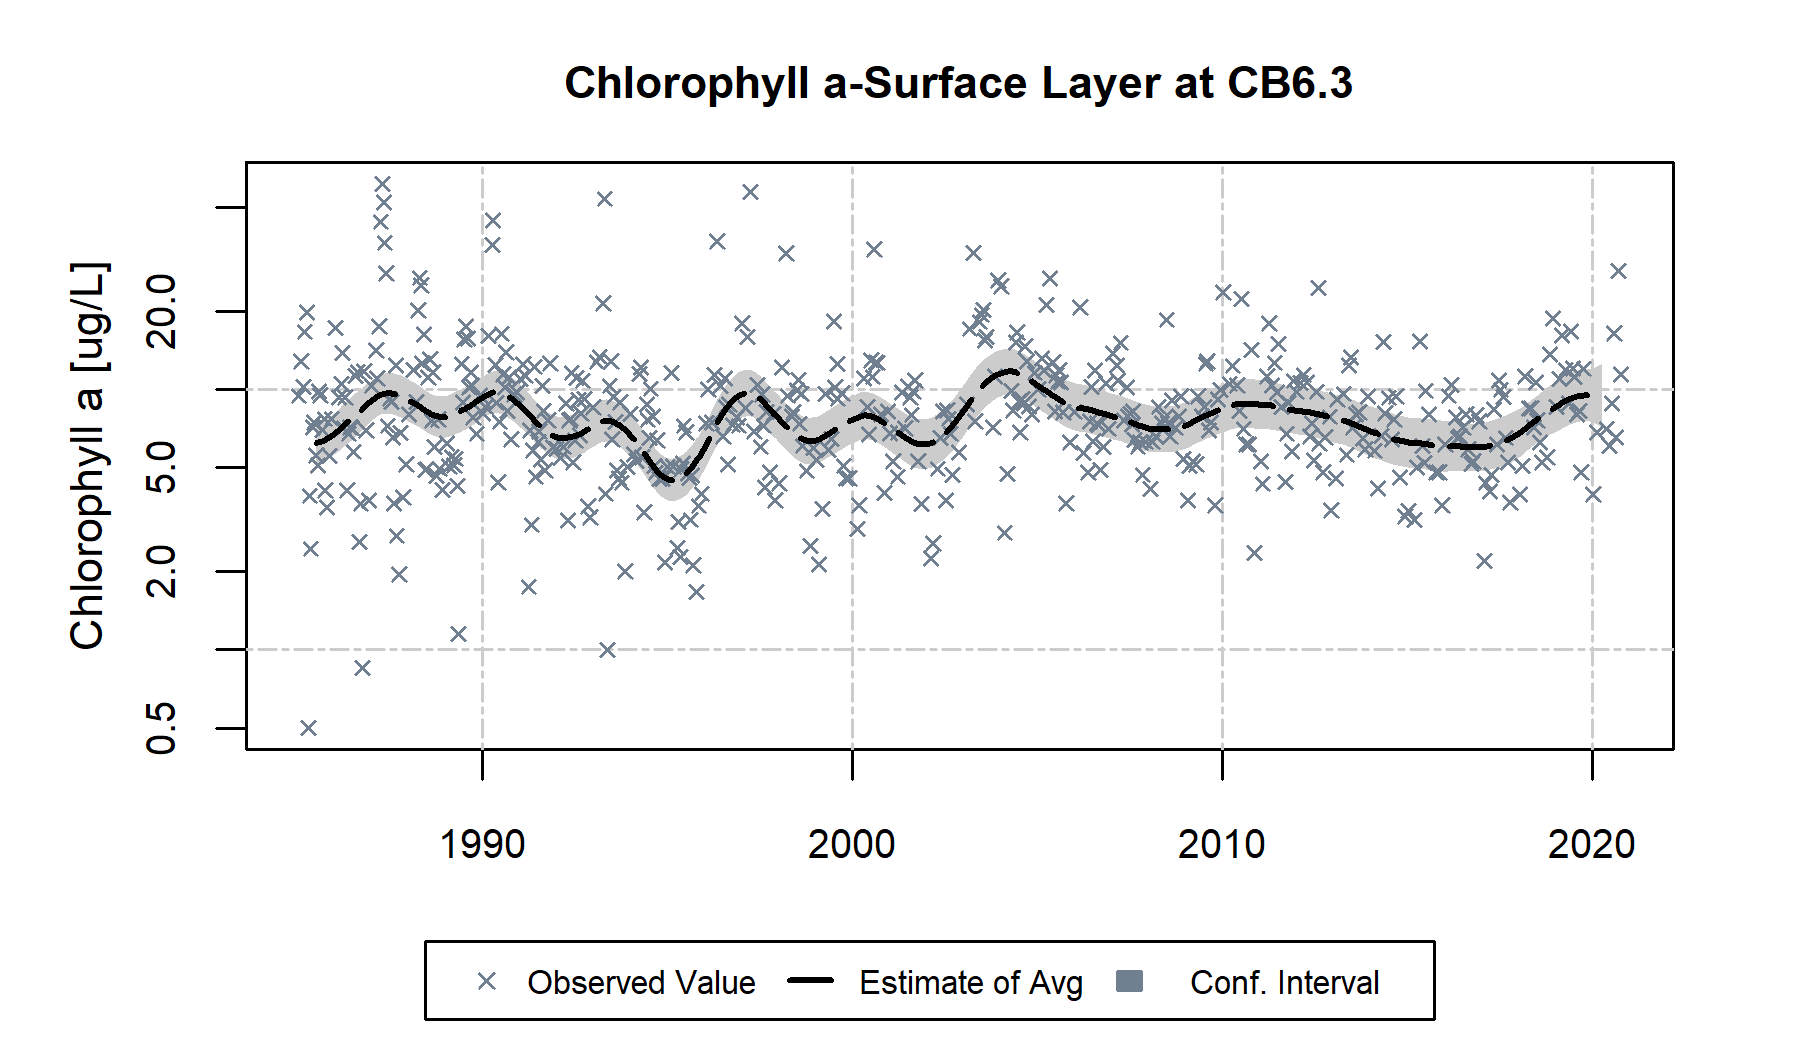 Chlorophyll a-Surface Layer at CB6.3
Chlorophyll a [ug/L]
20.0
5.0
2.0
0.5
1990 2000 2010 2020
Observed Value Estimate of Avg Conf. Interval